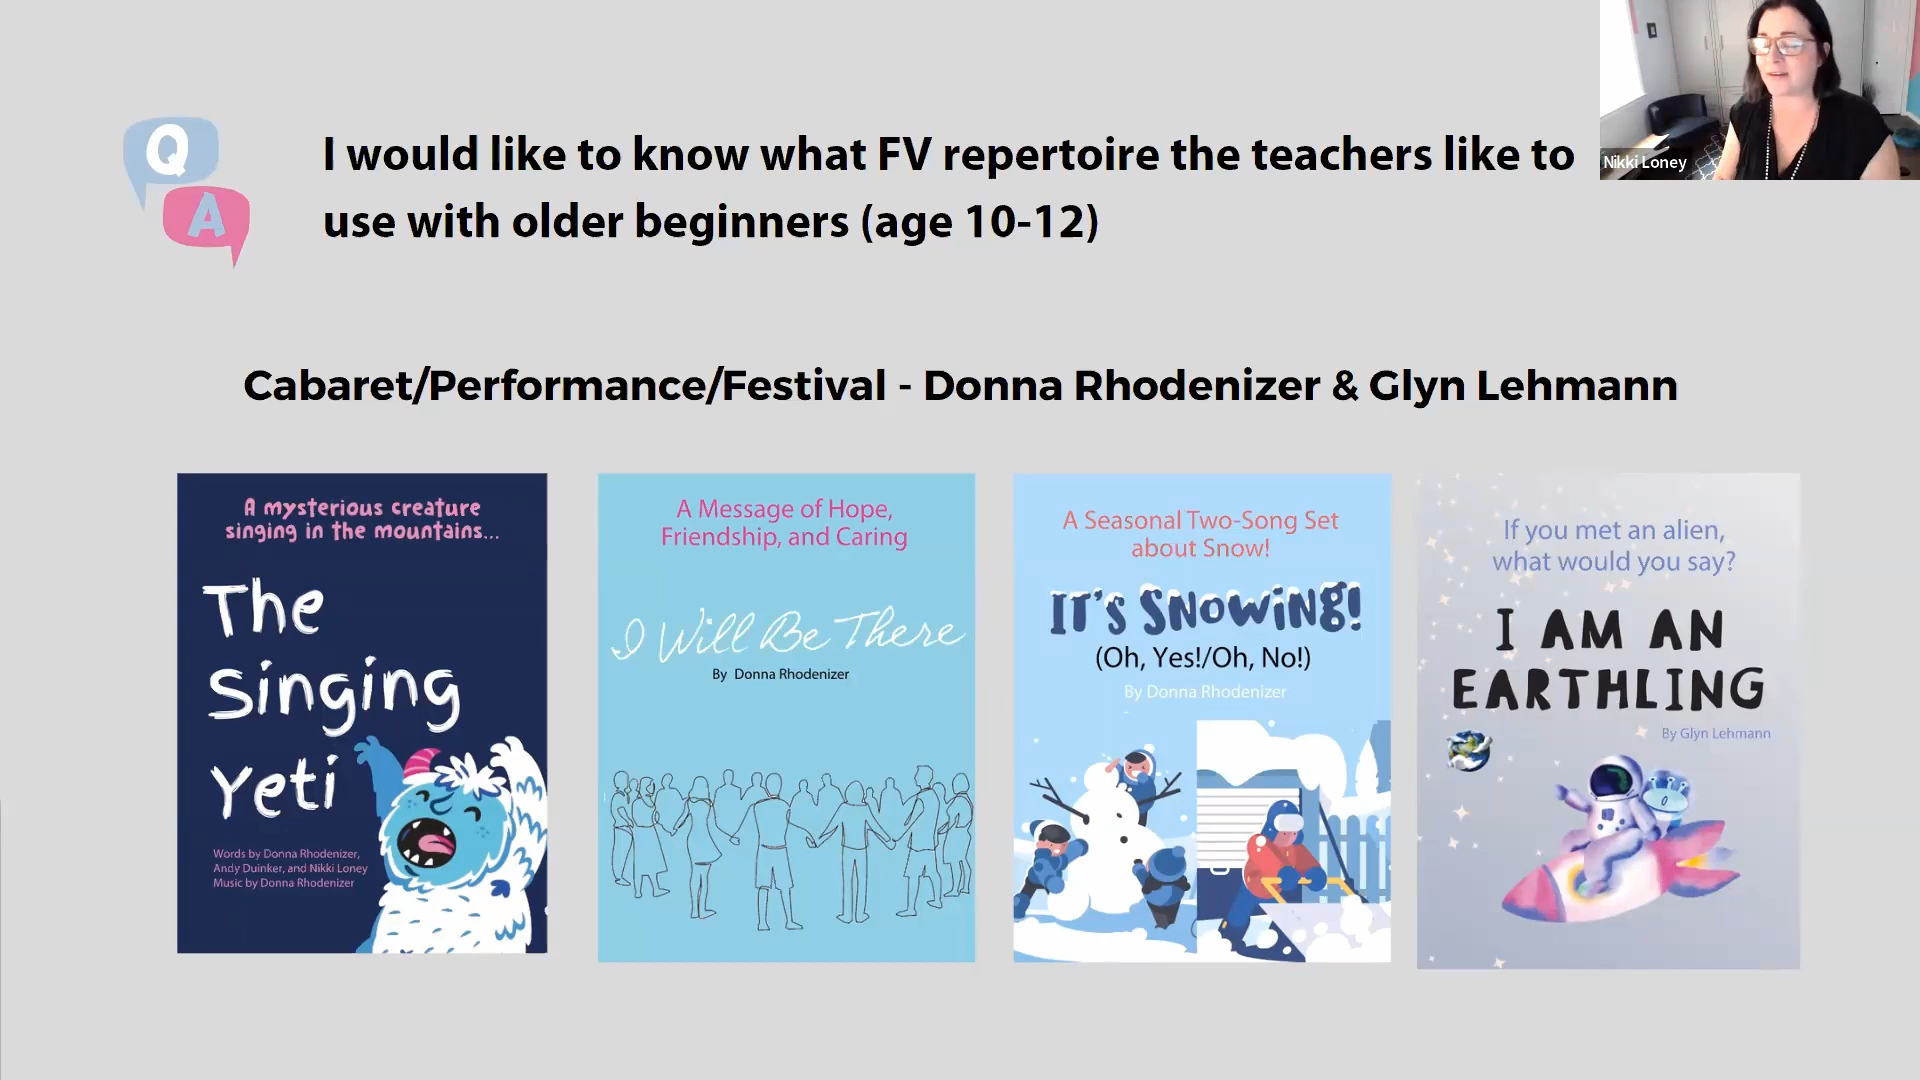 Q
A
I would like to know what FV repertoire the teachers like to
use with older beginners (age 10-12)
Nikki Loney
Cabaret/Performance/Festival - Donna Rhodenizer & Glyn Lehmann
A mysterious creature
singing in the mountains...
The
Singing
Yeti
Words by Donna Rhodenizer,
Andy Duinker, and Nikki Loney
Music by Donna Rhodenizer
A Message of Hope,
Friendship, and Caring
I Will Be There
By Donna Rhodenizer
A Seasonal Two-Song Set
about Snow!
IT'S SNOWiNG!
(Oh, Yes!/Oh, No!)
By Donna Rhodenizer
If you met an alien,
what would you say?
I AM AN
EARTHLING
By Glyn Lehmann